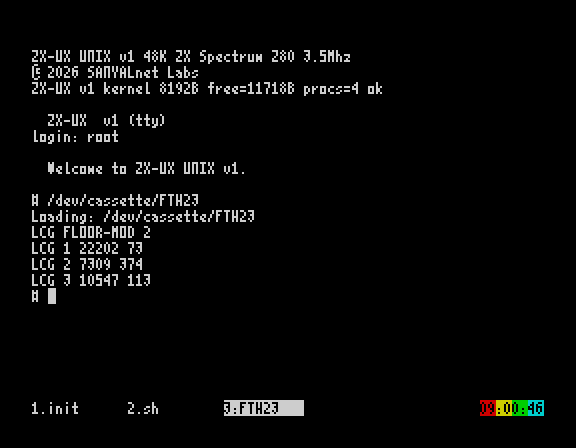 ZX-UX UNIX v1 48K ZX Spectrum Z80 3.5Mhz
© 2026 SANYALnet Labs
ZX-UX v1 kernel 8192B free=11718B procs=4 ok
ZX-UX v1 (tty)
login: root
Welcome to ZX-UX UNIX v1.
# /dev/cassette/FTH23
Loading: /dev/cassette/FTH23
LCG FLOOR-MOD 2
LCG 1 22202 73
LCG 2 7309 374
LCG 3 10547 113
#
1.init 2.sh 3.FTH23 09:00:46